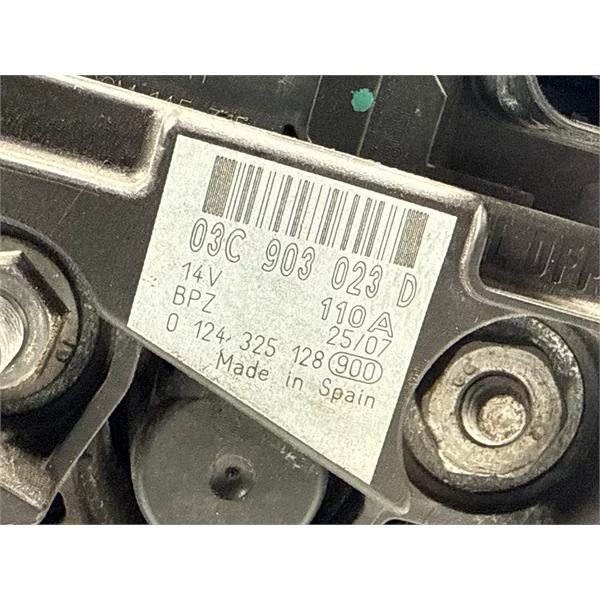 03C 903 023 D
14V 110A
BPZ 25/07
0 124 325 128 900
Made in Spain